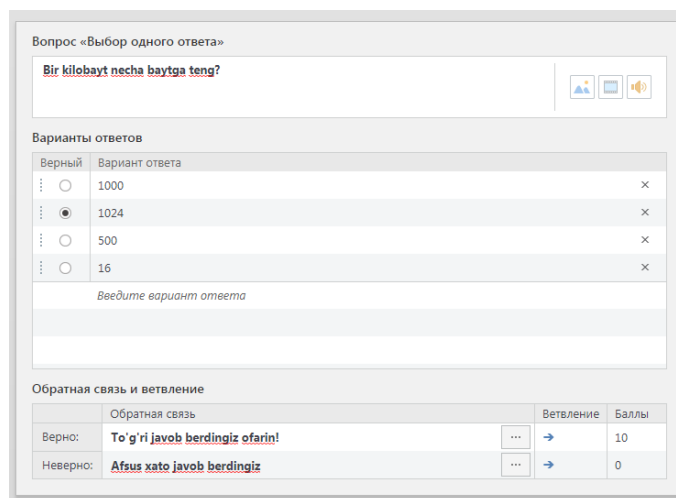 Вопрос «Выбор одного ответа»
Bir kilobayt necha baytga teng?
Варианты ответов
Верный Вариант ответа
1000
1024
500
16
Введите вариант ответа
Обратная связь и ветвление
Обратная связь Ветвление Баллы
Верно: To'g'ri javob berdingiz ofarin! ... 10
Неверно: Afsus xato javob berdingiz ... 0